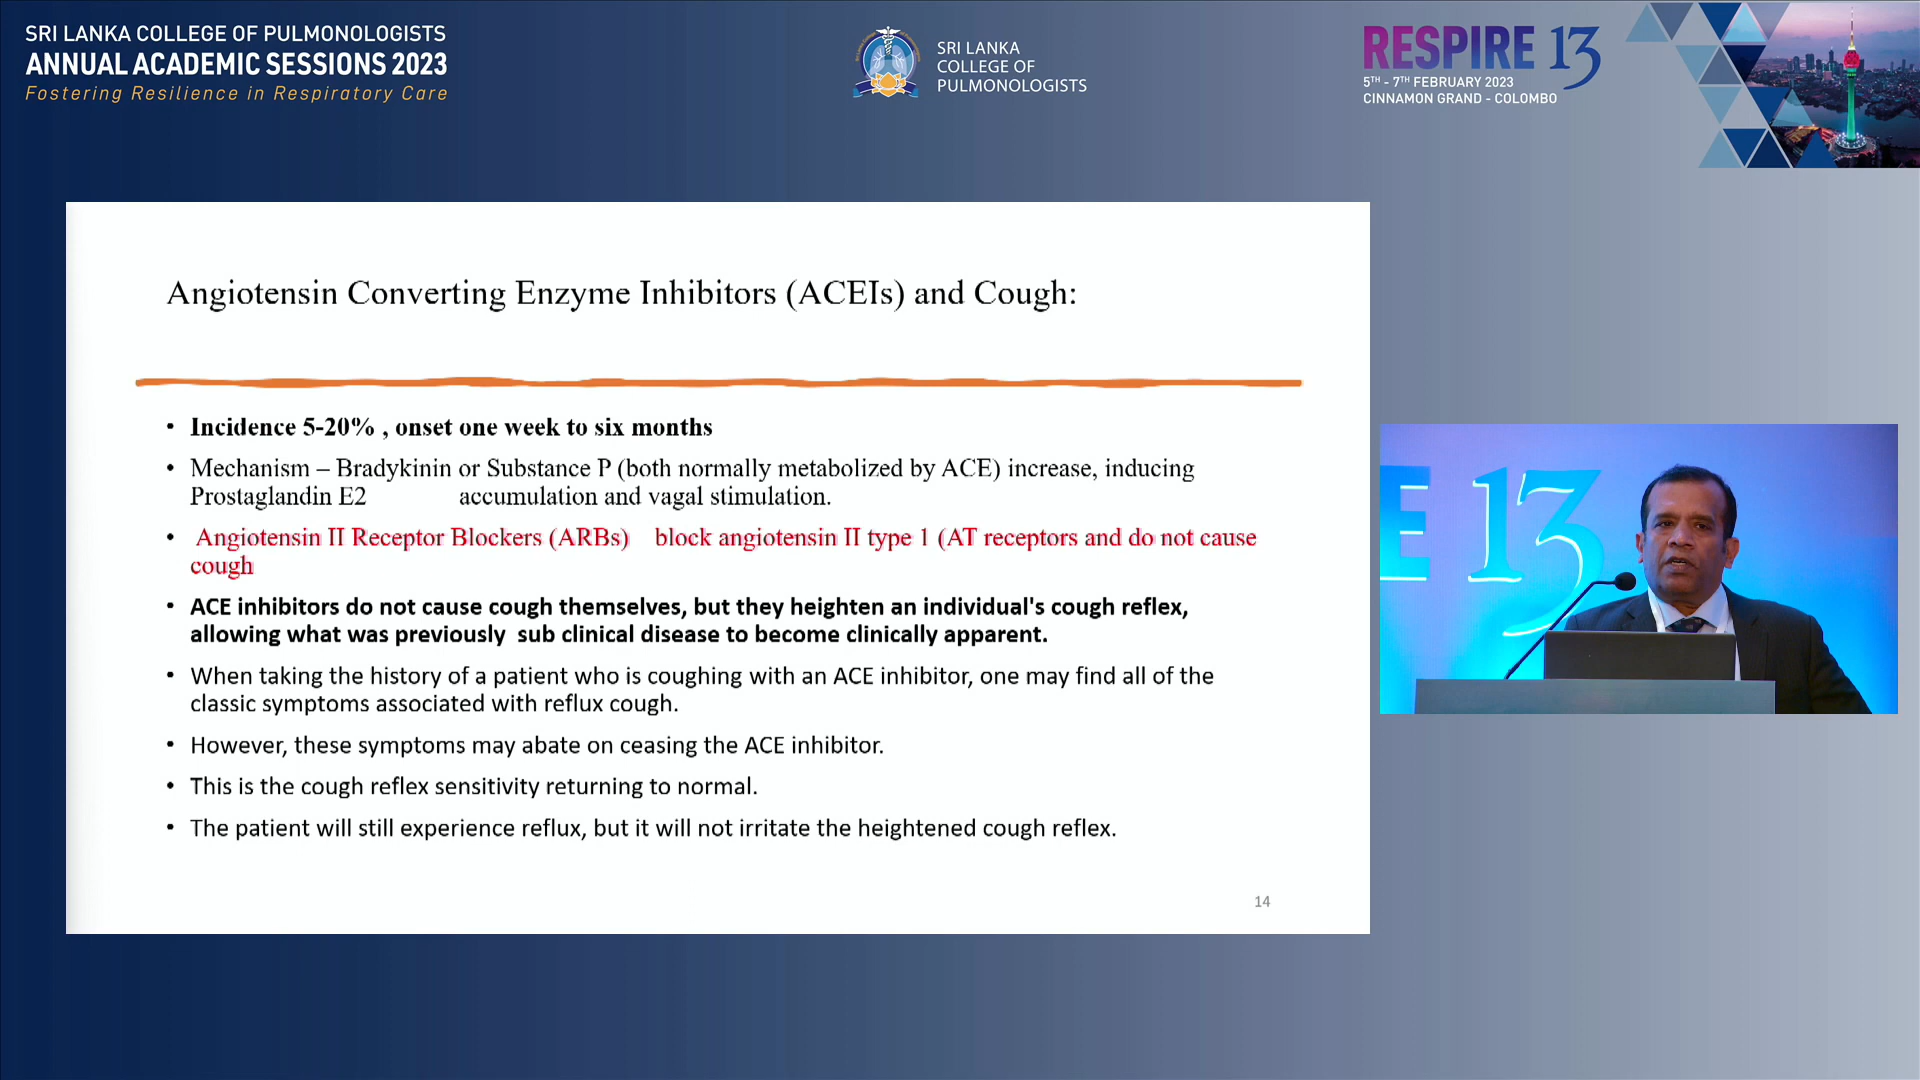 SRI LANKA COLLEGE OF PULMONOLOGISTS
ANNUAL ACADEMIC SESSIONS 2023
Fostering Resilience in Respiratory Care
SRI LANKA
COLLEGE OF
PULMONOLOGISTS
RESPIRE 13
5TH - 7TH FEBRUARY 2023
CINNAMON GRAND - COLOMBO
Angiotensin Converting Enzyme Inhibitors (ACEIs) and Cough:
• Incidence 5-20% , onset one week to six months
• Mechanism – Bradykinin or Substance P (both normally metabolized by ACE) increase, inducing
Prostaglandin E2 accumulation and vagal stimulation.
• Angiotensin II Receptor Blockers (ARBs) block angiotensin II type 1 (AT receptors and do not cause
cough
• ACE inhibitors do not cause cough themselves, but they heighten an individual's cough reflex,
allowing what was previously sub clinical disease to become clinically apparent.
• When taking the history of a patient who is coughing with an ACE inhibitor, one may find all of the
classic symptoms associated with reflux cough.
• However, these symptoms may abate on ceasing the ACE inhibitor.
• This is the cough reflex sensitivity returning to normal.
• The patient will still experience reflux, but it will not irritate the heightened cough reflex.
14
E 13